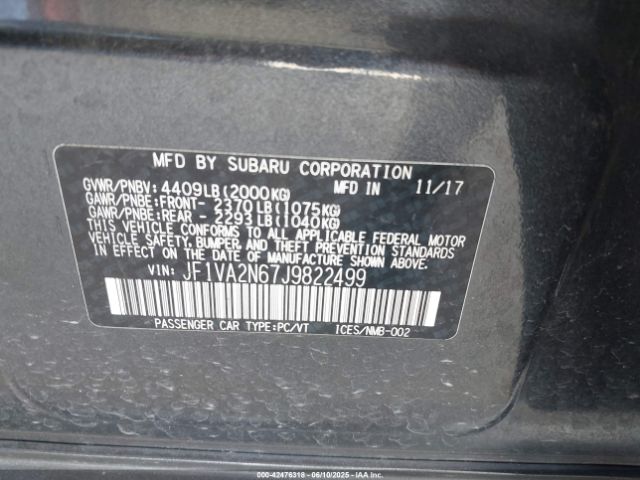 MFD BY SUBARU CORPORATION
GVWR/PNBV: 4409LB(2000KG) MFD IN 11/17
GAWR/PNBE:FRONT- 2370LB(1075KG)
GAWR/PNBE:REAR - 2293LB(1040KG)
THIS VEHICLE CONFORMS TO ALL APPLICABLE FEDERAL MOTOR
VEHICLE SAFETY, BUMPER, AND THEFT PREVENTION STANDARDS
IN EFFECT ON THE DATE OF MANUFACTURE SHOWN ABOVE.
VIN: JF1VA2N67J9822499
PASSENGER CAR TYPE:PC/VT ICES/NMB-002
000-42476318 - 06/10/2025 - © IAA Holdings, LLC